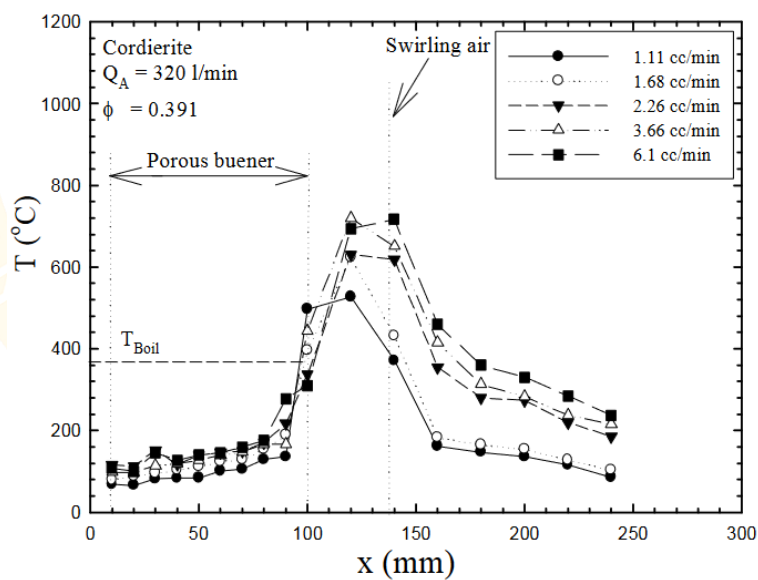 1200
1000
800
600
400
200
0
T (°C)
Cordierite
Q_A = 320 l/min
ϕ = 0.391
Porous buener
Swirling air
T_Boil
1.11 cc/min
1.68 cc/min
2.26 cc/min
3.66 cc/min
6.1 cc/min
0 50 100 150 200 250 300
x (mm)